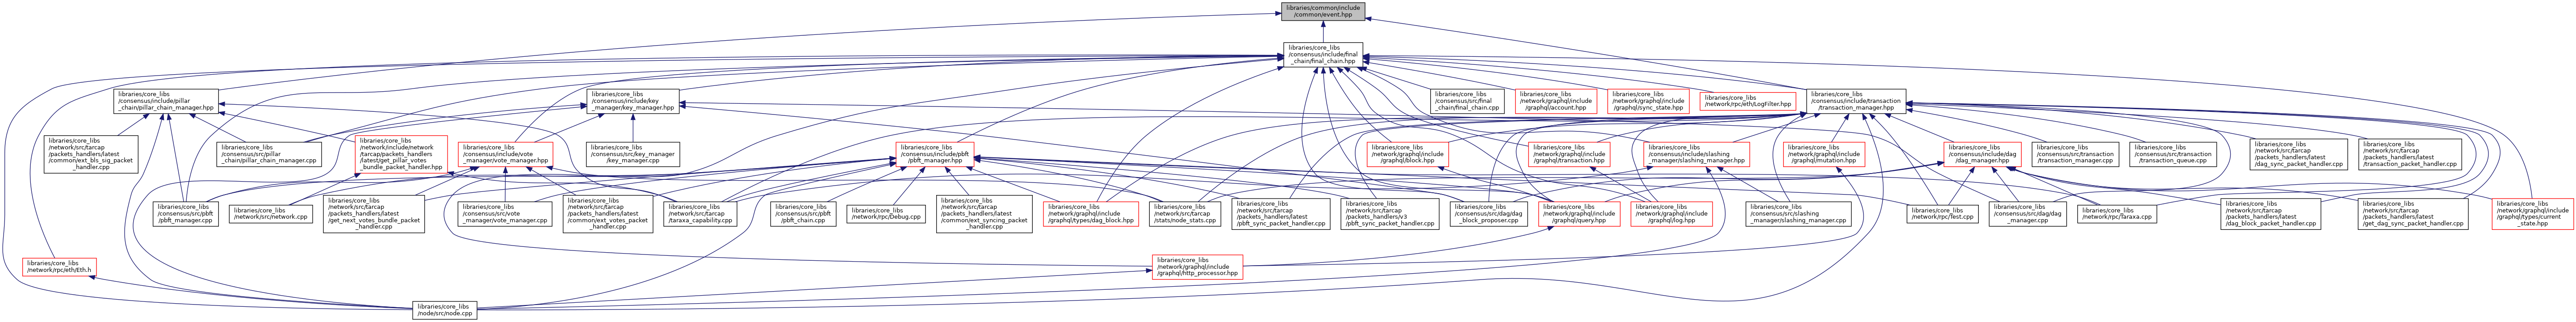 libraries/common/include
/common/event.hpp
libraries/core_libs
/consensus/include/final
_chain/final_chain.hpp
libraries/core_libs
/consensus/include/pillar
_chain/pillar_chain_manager.hpp
libraries/core_libs
/consensus/include/key
_manager/key_manager.hpp
libraries/core_libs
/consensus/src/final
_chain/final_chain.cpp
libraries/core_libs
/network/graphql/include
/graphql/account.hpp
libraries/core_libs
/network/graphql/include
/graphql/sync_state.hpp
libraries/core_libs
/network/rpc/eth/LogFilter.hpp
libraries/core_libs
/consensus/include/transaction
/transaction_manager.hpp
libraries/core_libs
/network/src/tarcap
/packets_handlers/latest
/common/ext_bls_sig_packet
_handler.cpp
libraries/core_libs
/consensus/src/pillar
_chain/pillar_chain_manager.cpp
libraries/core_libs
/network/include/network
/tarcap/packets_handlers
/latest/get_pillar_votes
_bundle_packet_handler.hpp
libraries/core_libs
/consensus/include/vote
_manager/vote_manager.hpp
libraries/core_libs
/consensus/src/key_manager
/key_manager.cpp
libraries/core_libs
/consensus/include/pbft
/pbft_manager.hpp
libraries/core_libs
/network/graphql/include
/graphql/block.hpp
libraries/core_libs
/network/graphql/include
/graphql/transaction.hpp
libraries/core_libs
/consensus/include/slashing
_manager/slashing_manager.hpp
libraries/core_libs
/network/graphql/include
/graphql/mutation.hpp
libraries/core_libs
/consensus/include/dag
/dag_manager.hpp
libraries/core_libs
/consensus/src/transaction
/transaction_manager.cpp
libraries/core_libs
/consensus/src/transaction
/transaction_queue.cpp
libraries/core_libs
/network/src/tarcap
/packets_handlers/latest
/dag_sync_packet_handler.cpp
libraries/core_libs
/network/src/tarcap
/packets_handlers/latest
/transaction_packet_handler.cpp
libraries/core_libs
/consensus/src/pbft
/pbft_manager.cpp
libraries/core_libs
/network/src/network.cpp
libraries/core_libs
/network/src/tarcap
/packets_handlers/latest
/get_next_votes_bundle_packet
_handler.cpp
libraries/core_libs
/consensus/src/vote
_manager/vote_manager.cpp
libraries/core_libs
/network/src/tarcap
/packets_handlers/latest
/common/ext_votes_packet
_handler.cpp
libraries/core_libs
/network/src/tarcap
/taraxa_capability.cpp
libraries/core_libs
/consensus/src/pbft
/pbft_chain.cpp
libraries/core_libs
/network/rpc/Debug.cpp
libraries/core_libs
/network/src/tarcap
/packets_handlers/latest
/common/ext_syncing_packet
_handler.cpp
libraries/core_libs
/network/graphql/include
/graphql/types/dag_block.hpp
libraries/core_libs
/network/src/tarcap
/stats/node_stats.cpp
libraries/core_libs
/network/src/tarcap
/packets_handlers/latest
/pbft_sync_packet_handler.cpp
libraries/core_libs
/network/src/tarcap
/packets_handlers/v3
/pbft_sync_packet_handler.cpp
libraries/core_libs
/consensus/src/dag/dag
_block_proposer.cpp
libraries/core_libs
/network/graphql/include
/graphql/query.hpp
libraries/core_libs
/network/graphql/include
/graphql/log.hpp
libraries/core_libs
/consensus/src/slashing
_manager/slashing_manager.cpp
libraries/core_libs
/network/rpc/Test.cpp
libraries/core_libs
/consensus/src/dag/dag
_manager.cpp
libraries/core_libs
/network/rpc/Taraxa.cpp
libraries/core_libs
/network/src/tarcap
/packets_handlers/latest
/dag_block_packet_handler.cpp
libraries/core_libs
/network/src/tarcap
/packets_handlers/latest
/get_dag_sync_packet_handler.cpp
libraries/core_libs
/network/graphql/include
/graphql/types/current
_state.hpp
libraries/core_libs
/network/rpc/eth/Eth.h
libraries/core_libs
/network/graphql/include
/graphql/http_processor.hpp
libraries/core_libs
/node/src/node.cpp